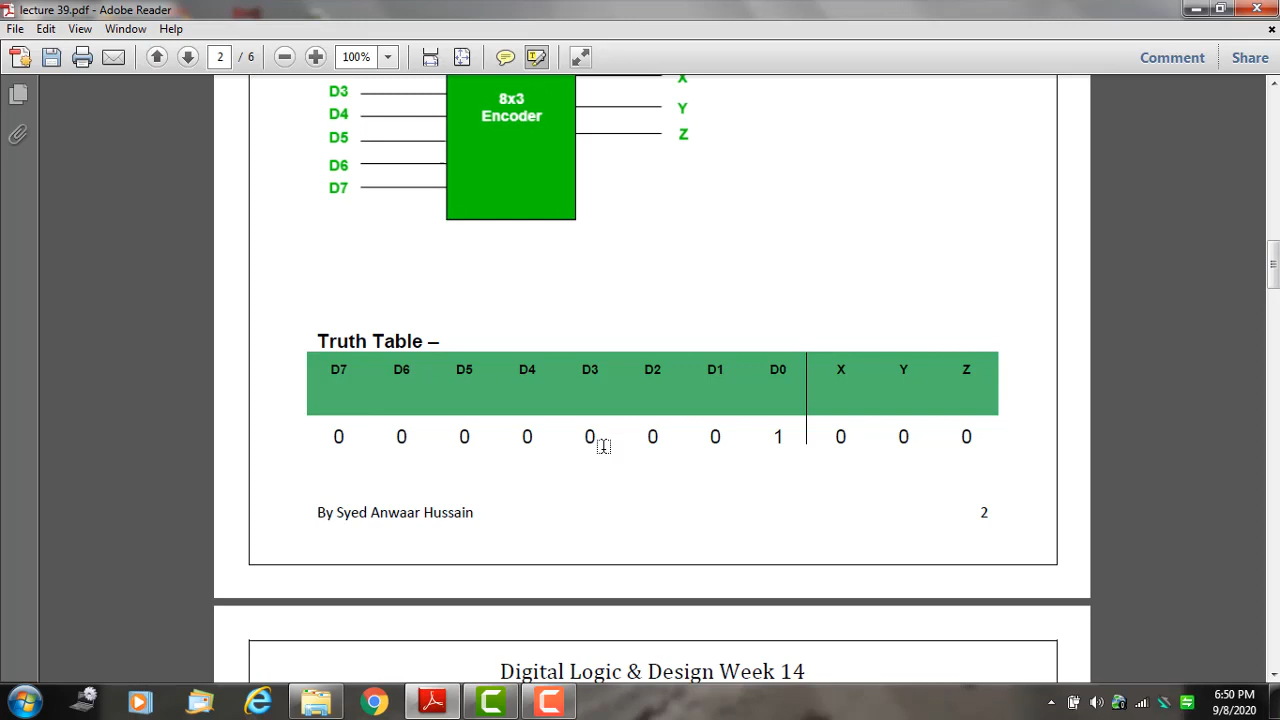 lecture 39.pdf - Adobe Reader
File Edit View Window Help
2 / 6 100% Comment Share
X
D3
8x3
Encoder
Y
D4
Z
D5
D6
D7
Truth Table –
D7 D6 D5 D4 D3 D2 D1 D0 X Y Z
0 0 0 0 0 0 0 1 0 0 0
By Syed Anwaar Hussain 2
Digital Logic & Design Week 14
6:50 PM
9/8/2020